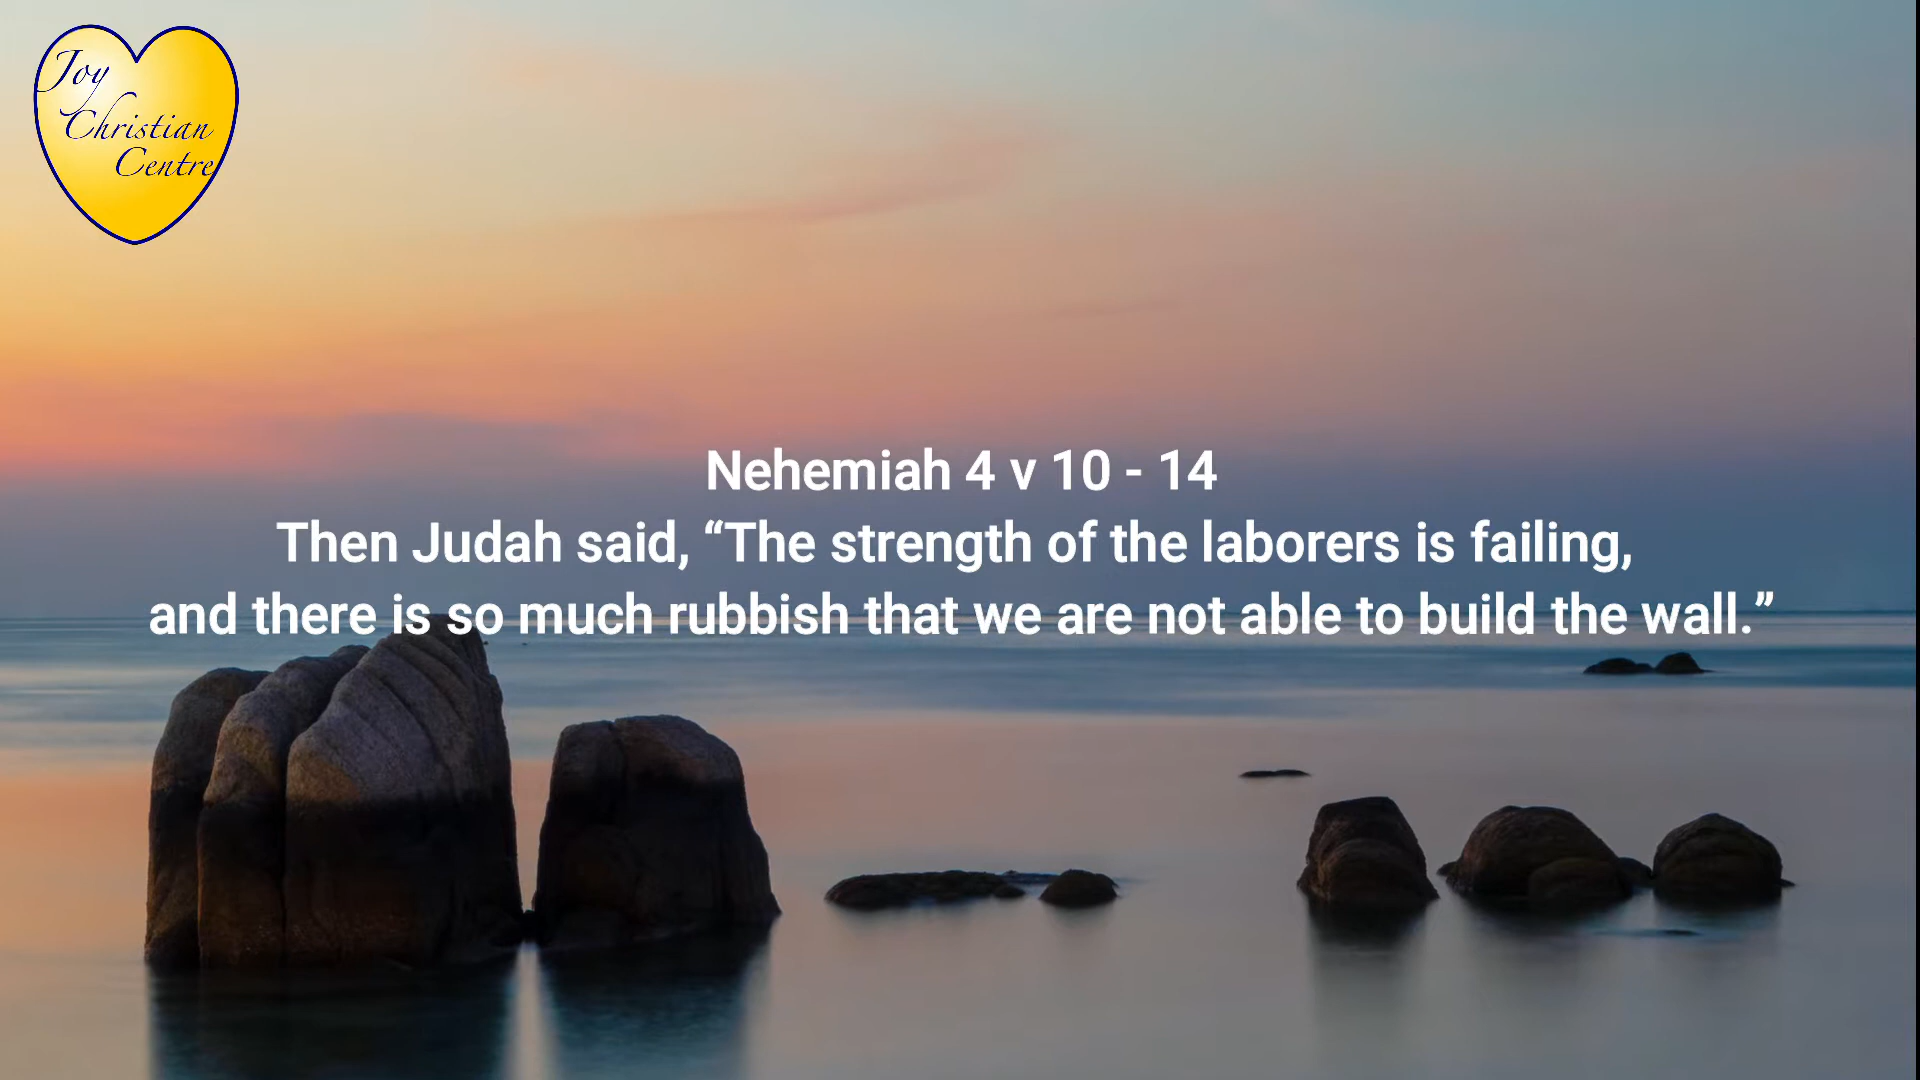 Joy
Christian
Centre
Nehemiah 4 v 10 - 14
Then Judah said, “The strength of the laborers is failing,
and there is so much rubbish that we are not able to build the wall.”